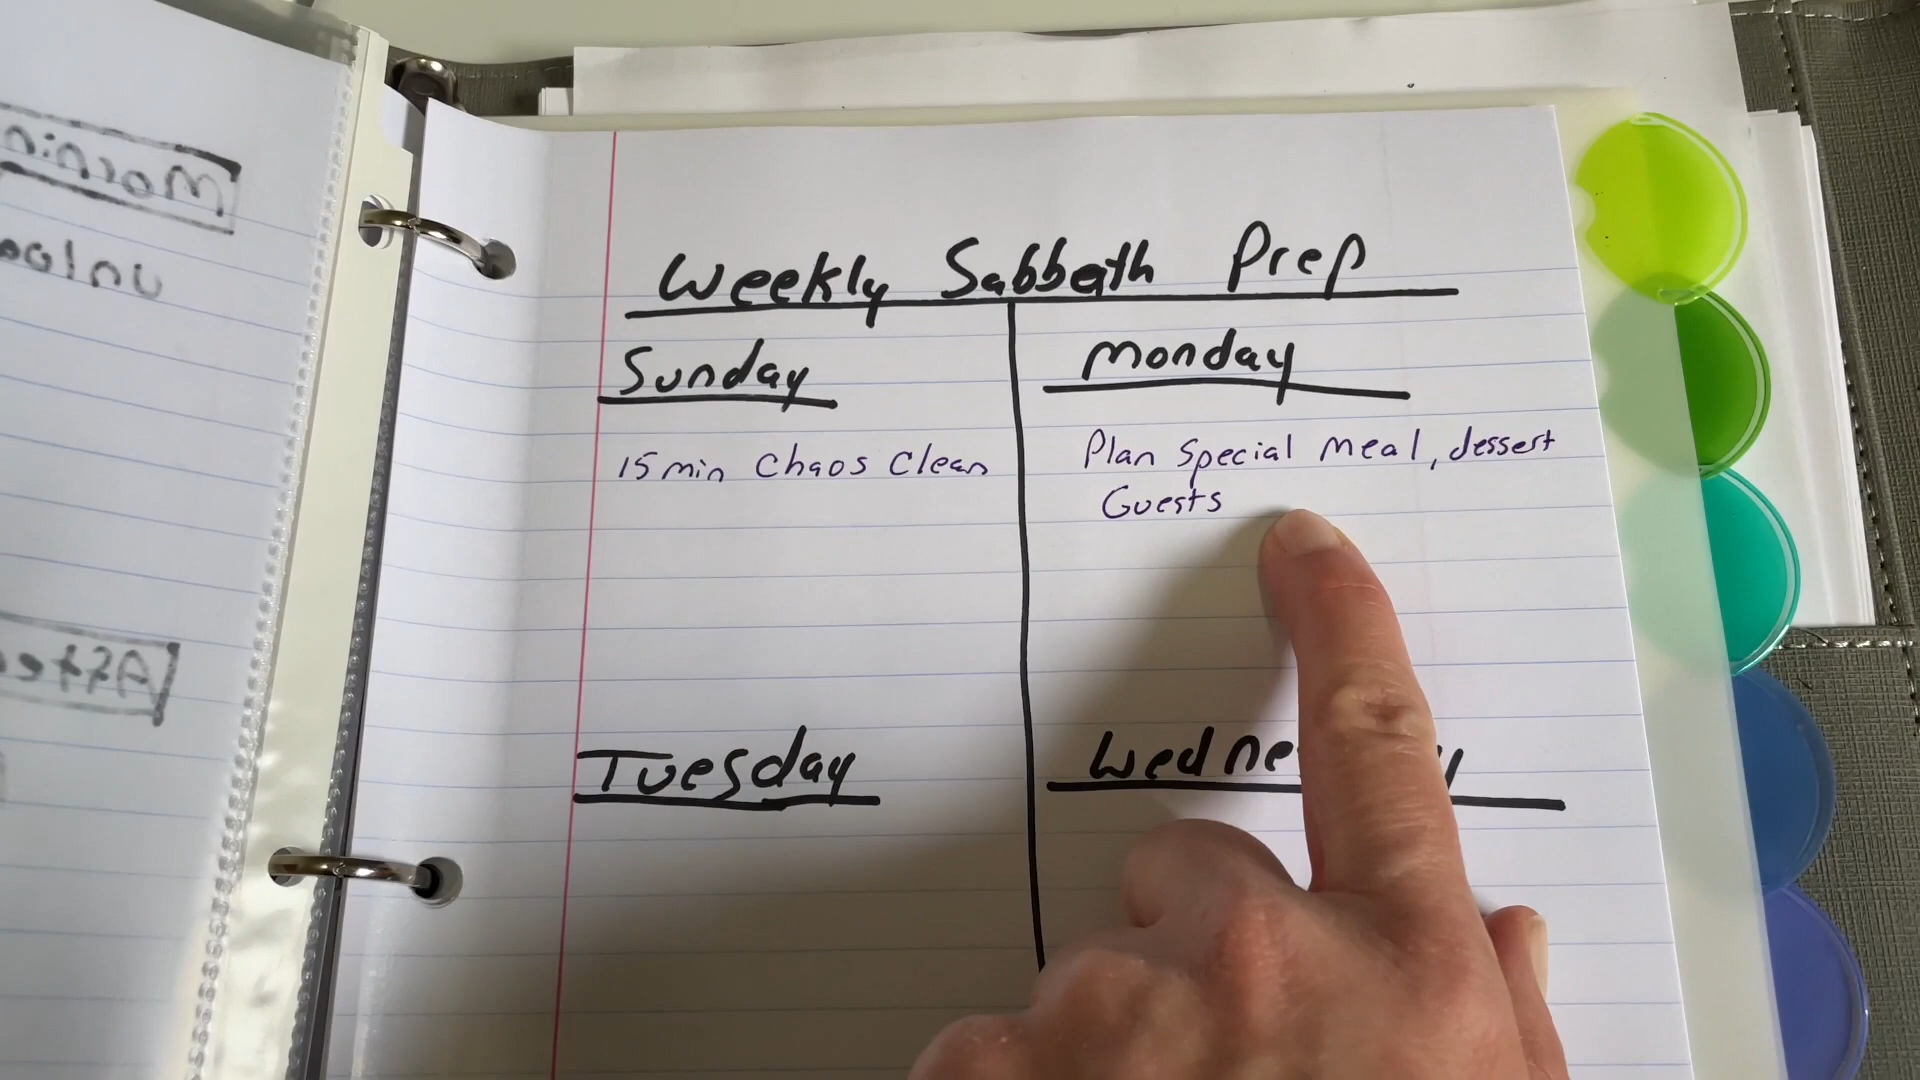 Weekly Sabbath Prep
Sunday
15 min Chaos Clean
Monday
Plan Special Meal, dessert
Guests
Tuesday